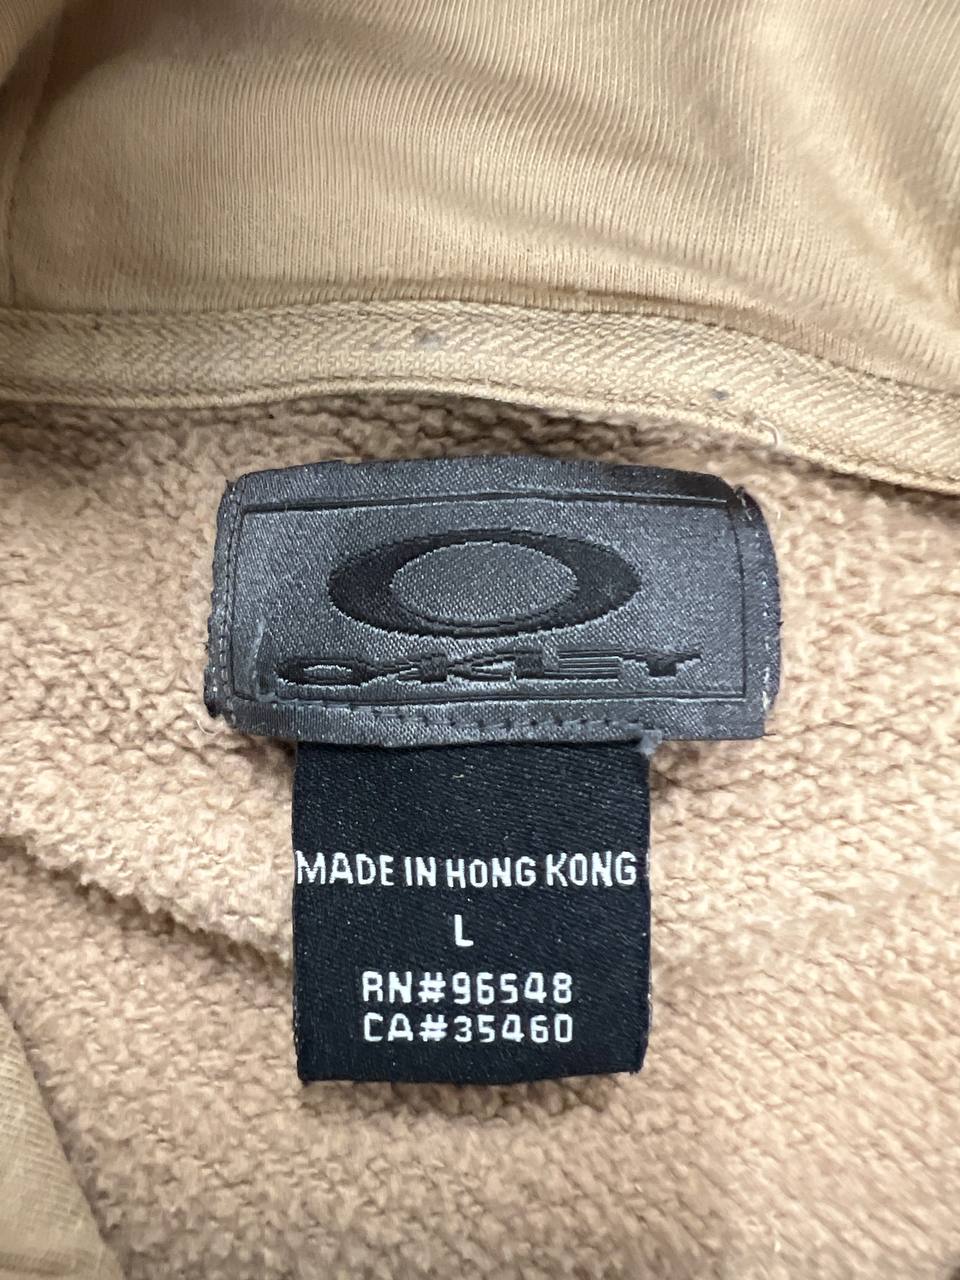 OAKLEY
MADE IN HONG KONG
L
RN#96548
CA#35460